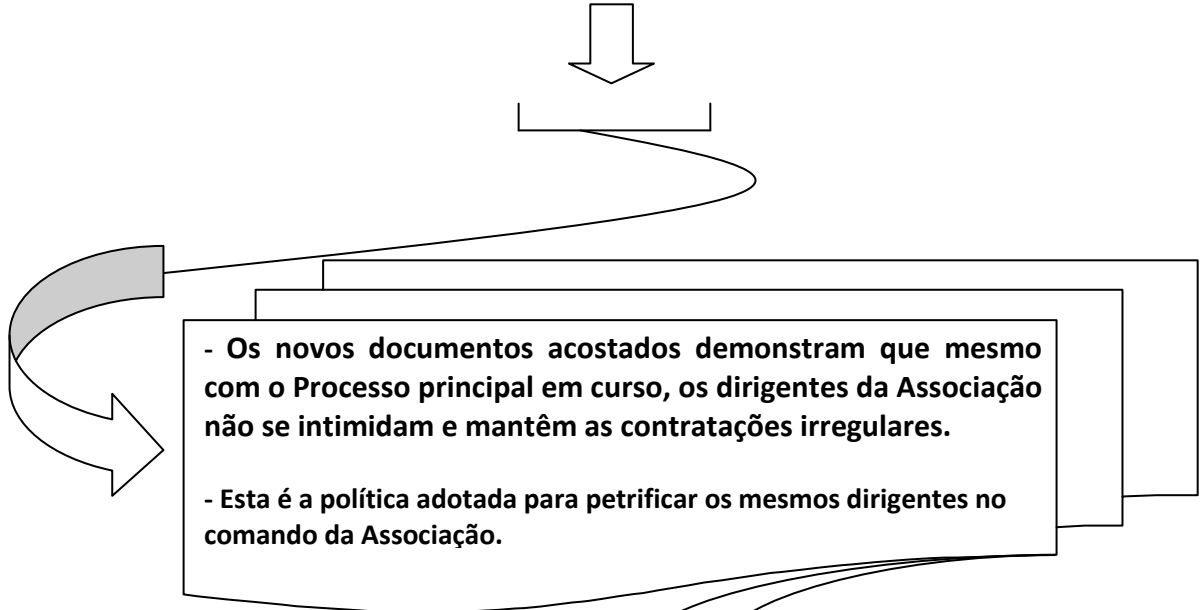 - Os novos documentos acostados demonstram que mesmo
com o Processo principal em curso, os dirigentes da Associação
não se intimidam e mantêm as contratações irregulares.
- Esta é a política adotada para petrificar os mesmos dirigentes no
comando da Associação.